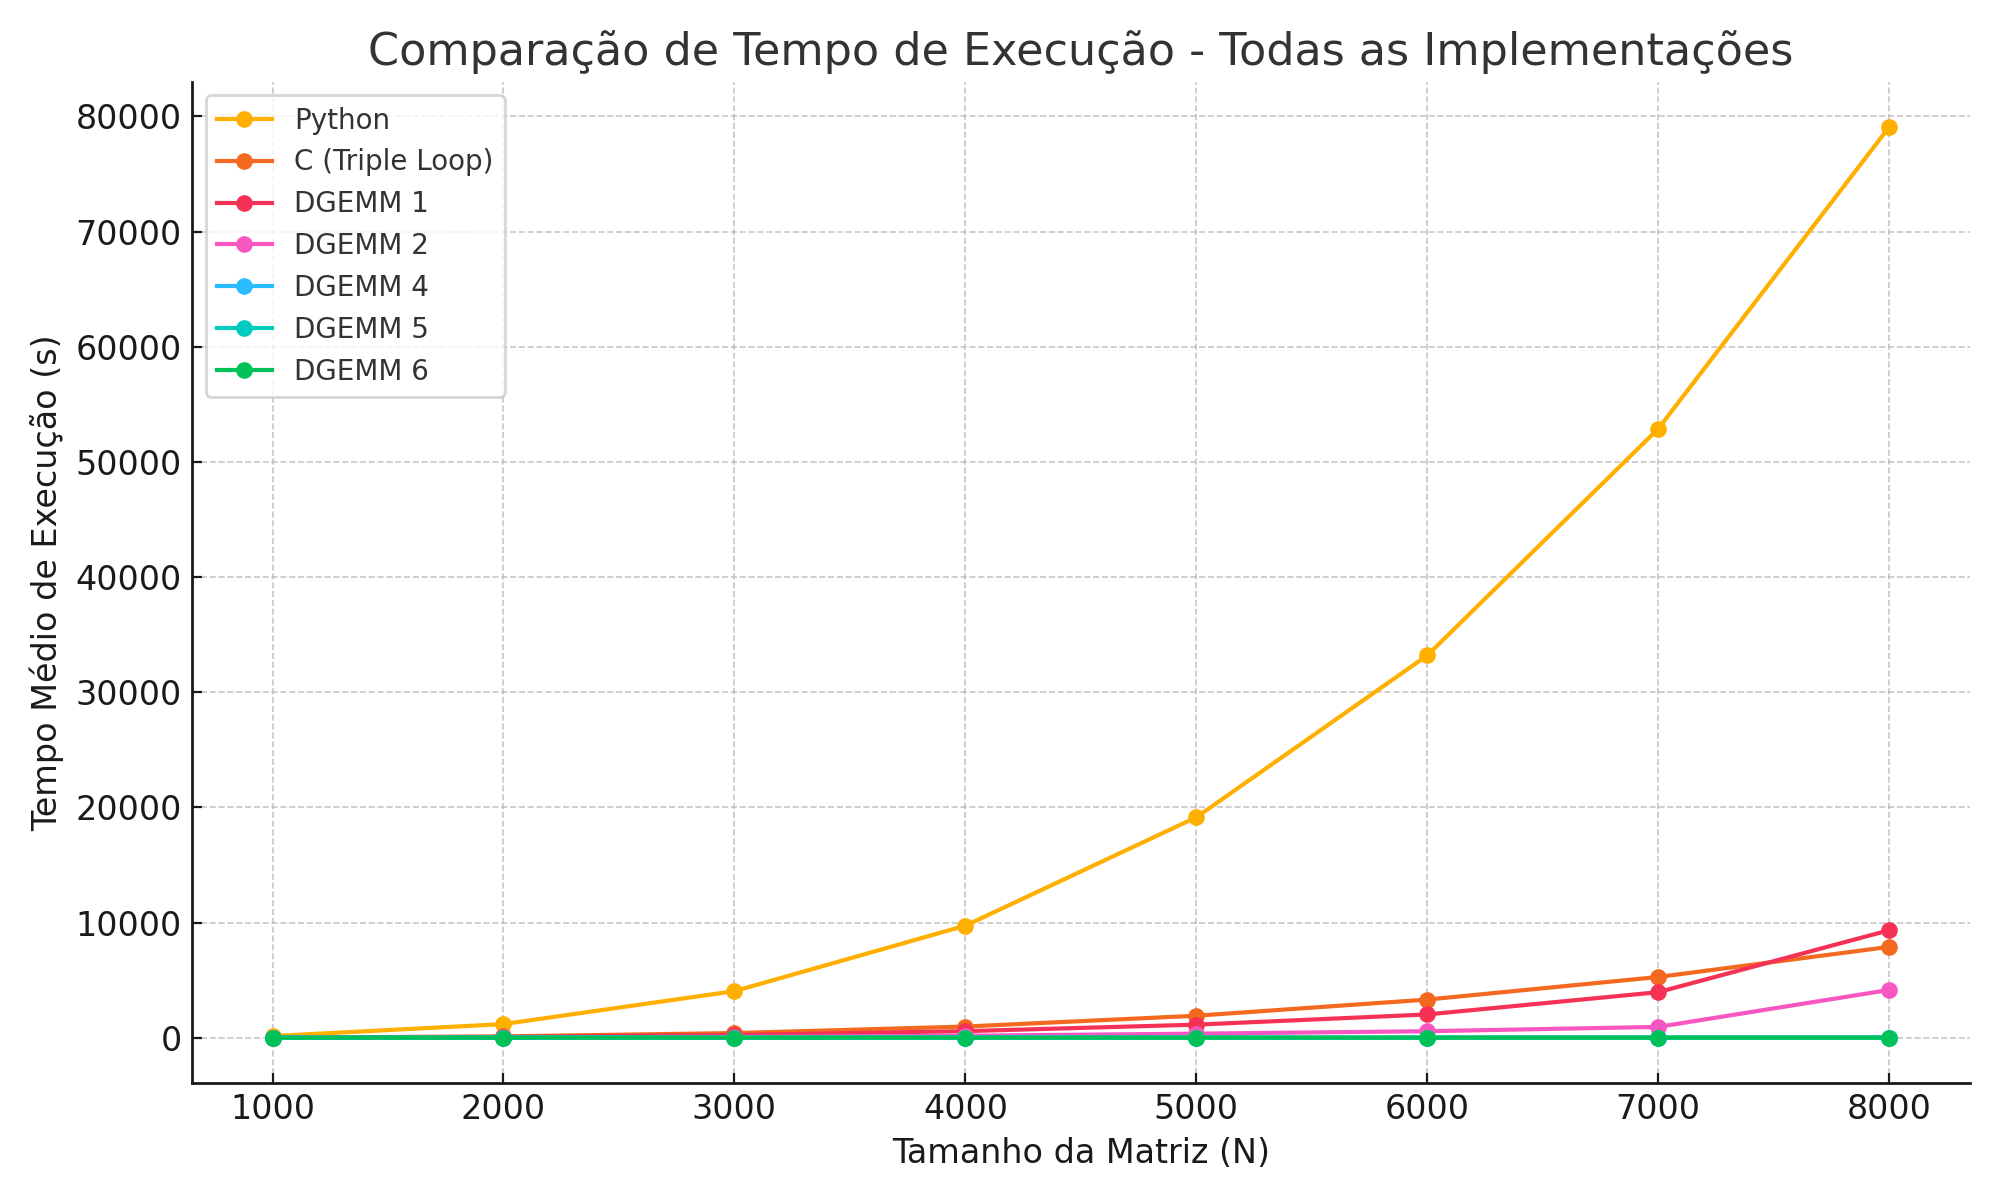 Comparação de Tempo de Execução - Todas as Implementações
Python
C (Triple Loop)
DGEMM 1
DGEMM 2
DGEMM 4
DGEMM 5
DGEMM 6
Tempo Médio de Execução (s)
80000
70000
60000
50000
40000
30000
20000
10000
0
1000 2000 3000 4000 5000 6000 7000 8000
Tamanho da Matriz (N)